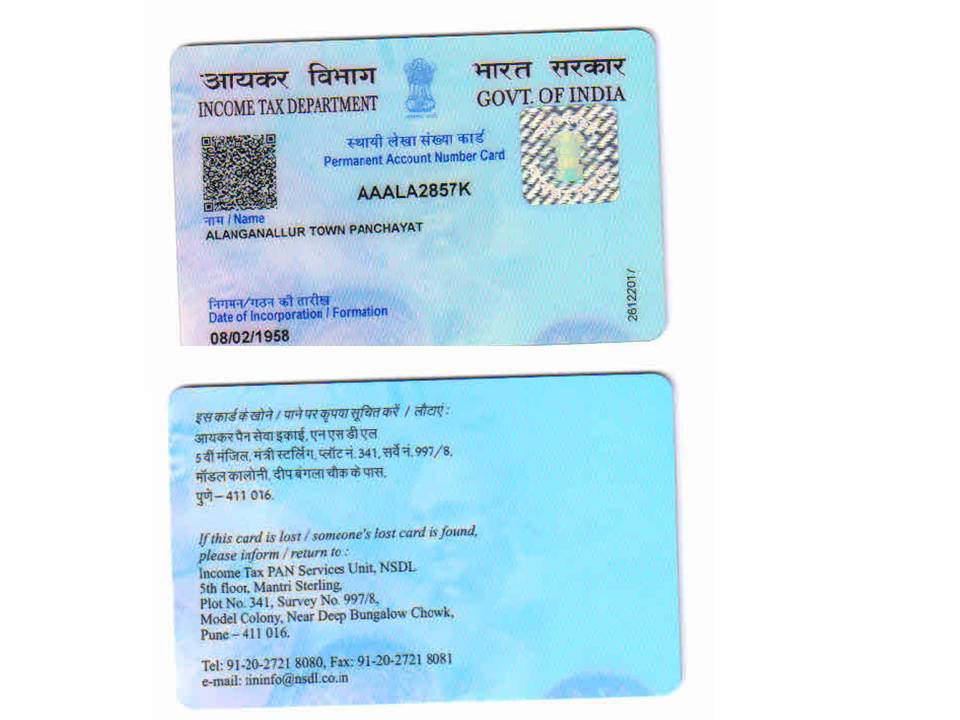 आयकर विभाग
INCOME TAX DEPARTMENT
भारत सरकार
GOVT. OF INDIA
स्थायी लेखा संख्या कार्ड
Permanent Account Number Card
AAALA2857K
नाम / Name
ALANGANALLUR TOWN PANCHAYAT
निगमन/गठन की तारीख
Date of Incorporation / Formation
08/02/1958
26122017
इस कार्ड के खोने / पाने पर कृपया सूचित करें / लौटाएं :
आयकर पैन सेवा इकाई, एन एस डी एल
5 वीं मंजिल, मंत्री स्टर्लिंग, प्लॉट नं. 341, सर्वे नं. 997/8,
मॉडल कालोनी, दीप बंगला चौक के पास,
पुणे – 411 016.
If this card is lost / someone's lost card is found,
please inform / return to :
Income Tax PAN Services Unit, NSDL
5th floor, Mantri Sterling,
Plot No. 341, Survey No. 997/8,
Model Colony, Near Deep Bungalow Chowk,
Pune – 411 016.
Tel: 91-20-2721 8080, Fax: 91-20-2721 8081
e-mail: tininfo@nsdl.co.in